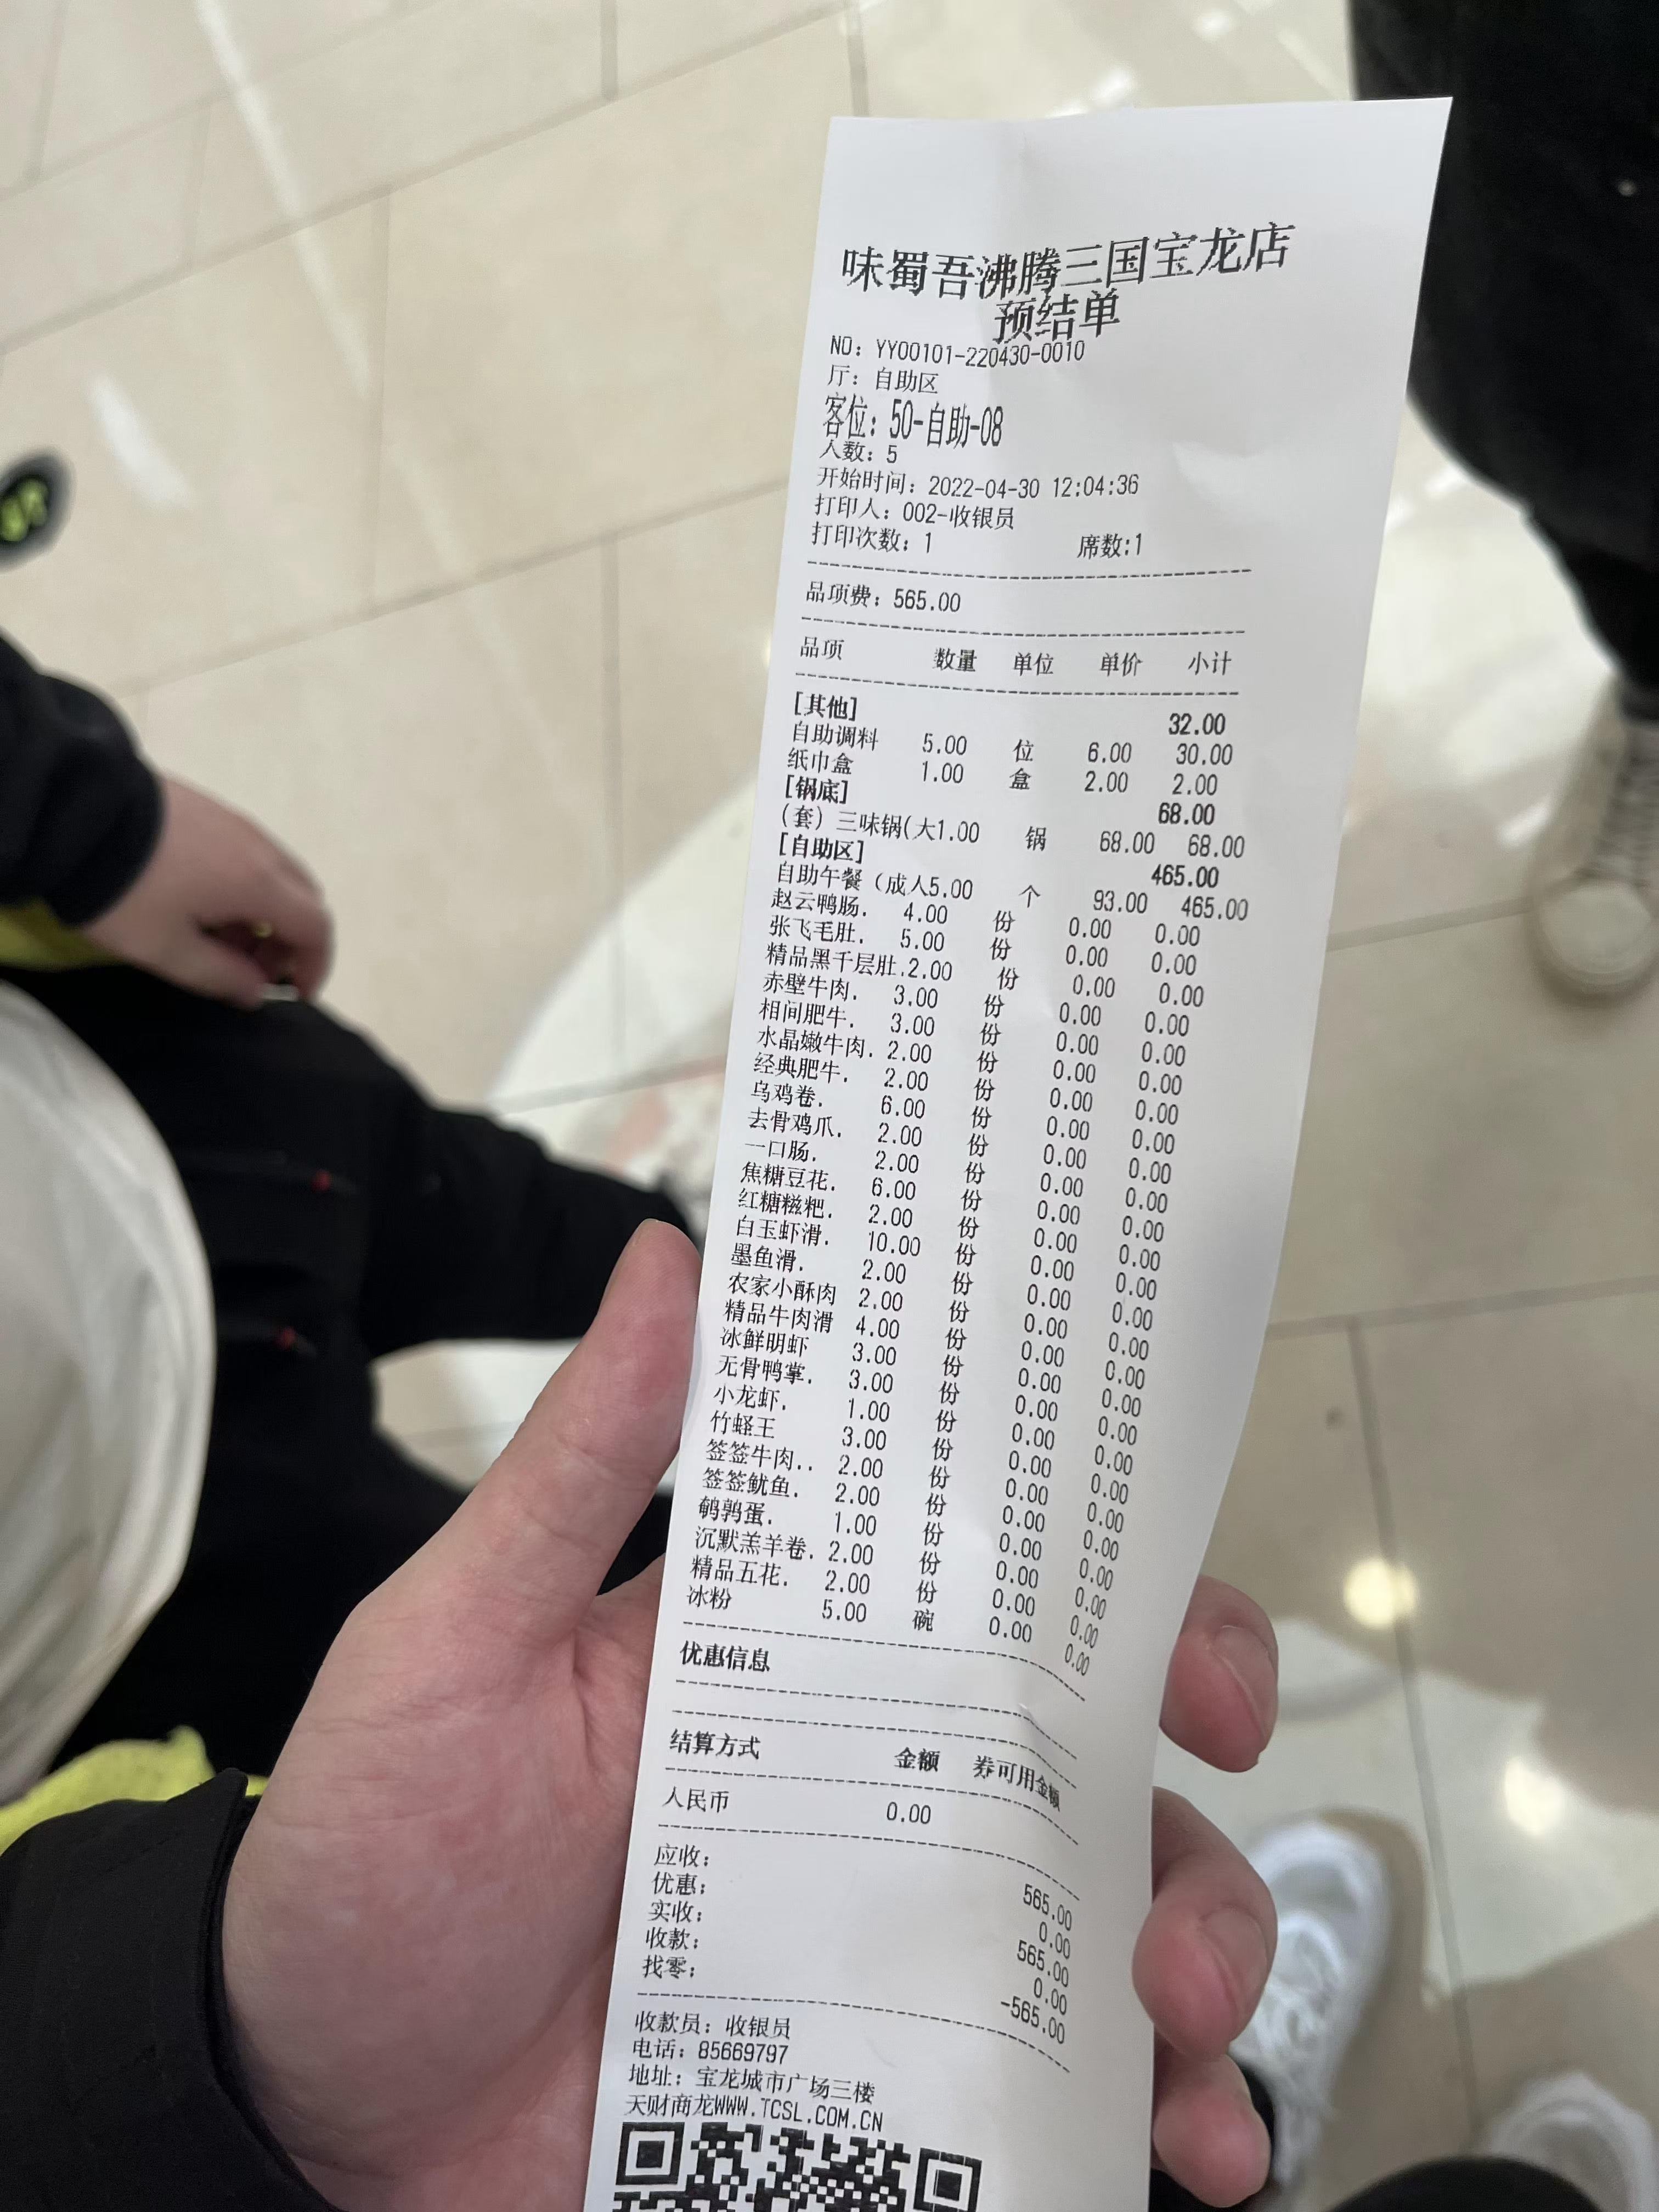 味蜀吾沸腾三国宝龙店
预结单
NO: YY00101-220430-0010
厅: 自助区
客位: 50-自助-08
人数: 5
开始时间: 2022-04-30 12:04:36
打印人: 002-收银员
打印次数: 1 席数:1
品项费: 565.00
品项 数量 单位 单价 小计
[其他] 32.00
自助调料 5.00 位 6.00 30.00
纸巾盒 1.00 盒 2.00 2.00
[锅底] 68.00
(套) 三味锅(大1.00 锅 68.00 68.00
[自助区] 465.00
自助午餐 (成人5.00 个 93.00 465.00
赵云鸭肠. 4.00 份 0.00 0.00
张飞毛肚. 5.00 份 0.00 0.00
精品黑千层肚.2.00 份 0.00 0.00
赤壁牛肉. 3.00 份 0.00 0.00
相间肥牛. 3.00 份 0.00 0.00
水晶嫩牛肉. 2.00 份 0.00 0.00
经典肥牛. 2.00 份 0.00 0.00
乌鸡卷. 6.00 份 0.00 0.00
去骨鸡爪. 2.00 份 0.00 0.00
一口肠. 2.00 份 0.00 0.00
焦糖豆花. 6.00 份 0.00 0.00
红糖糍粑. 2.00 份 0.00 0.00
白玉虾滑. 10.00 份 0.00 0.00
墨鱼滑. 2.00 份 0.00 0.00
农家小酥肉 2.00 份 0.00 0.00
精品牛肉滑 4.00 份 0.00 0.00
冰鲜明虾 3.00 份 0.00 0.00
无骨鸭掌. 3.00 份 0.00 0.00
小龙虾. 1.00 份 0.00 0.00
竹蛏王 3.00 份 0.00 0.00
签签牛肉.. 2.00 份 0.00 0.00
签签鱿鱼. 2.00 份 0.00 0.00
鹌鹑蛋. 1.00 份 0.00 0.00
沉默羔羊卷. 2.00 份 0.00 0.00
精品五花. 2.00 份 0.00 0.00
冰粉 5.00 碗 0.00 0.00
优惠信息
结算方式 金额 券可用金额
人民币 0.00
应收: 565.00
优惠: 0.00
实收: 565.00
收款: 0.00
找零: -565.00
收款员: 收银员
电话: 85669797
地址: 宝龙城市广场三楼
天财商龙WWW.TCSL.COM.CN